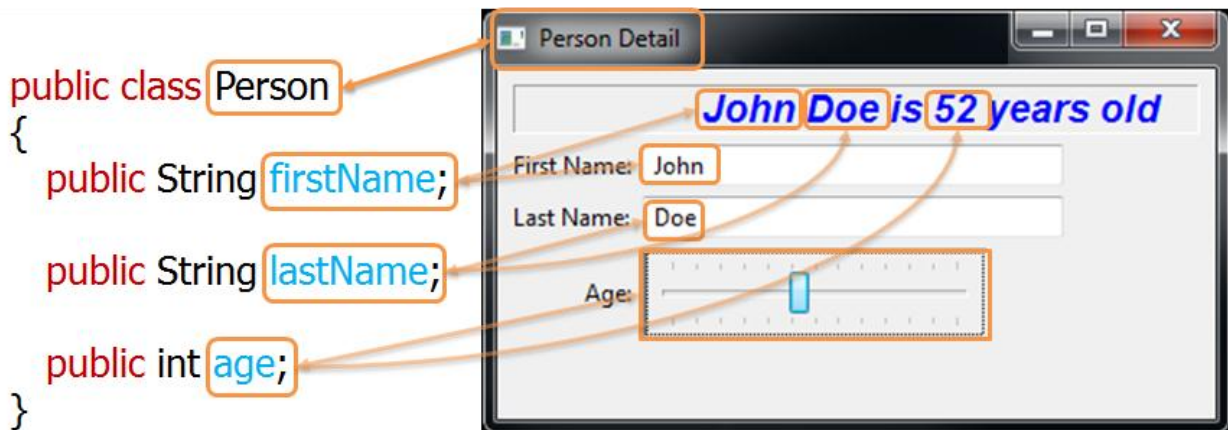 public class Person
{
public String firstName;
public String lastName;
public int age;
}
Person Detail
John Doe is 52 years old
First Name: John
Last Name: Doe
Age: